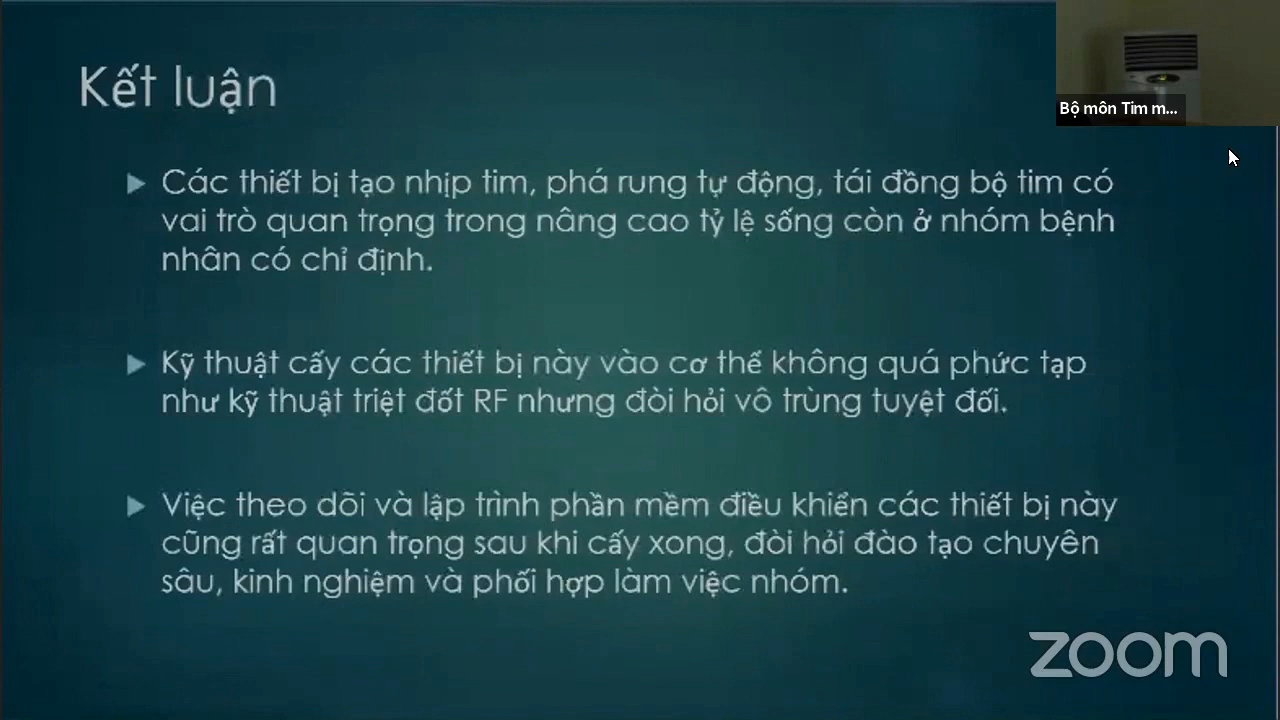 Kết luận
Bộ môn Tim m...
Các thiết bị tạo nhịp tim, phá rung tự động, tái đồng bộ tim có
vai trò quan trọng trong nâng cao tỷ lệ sống còn ở nhóm bệnh
nhân có chỉ định.
Kỹ thuật cấy các thiết bị này vào cơ thể không quá phức tạp
như kỹ thuật triệt đốt RF nhưng đòi hỏi vô trùng tuyệt đối.
Việc theo dõi và lập trình phần mềm điều khiển các thiết bị này
cũng rất quan trọng sau khi cấy xong, đòi hỏi đào tạo chuyên
sâu, kinh nghiệm và phối hợp làm việc nhóm.
zoom